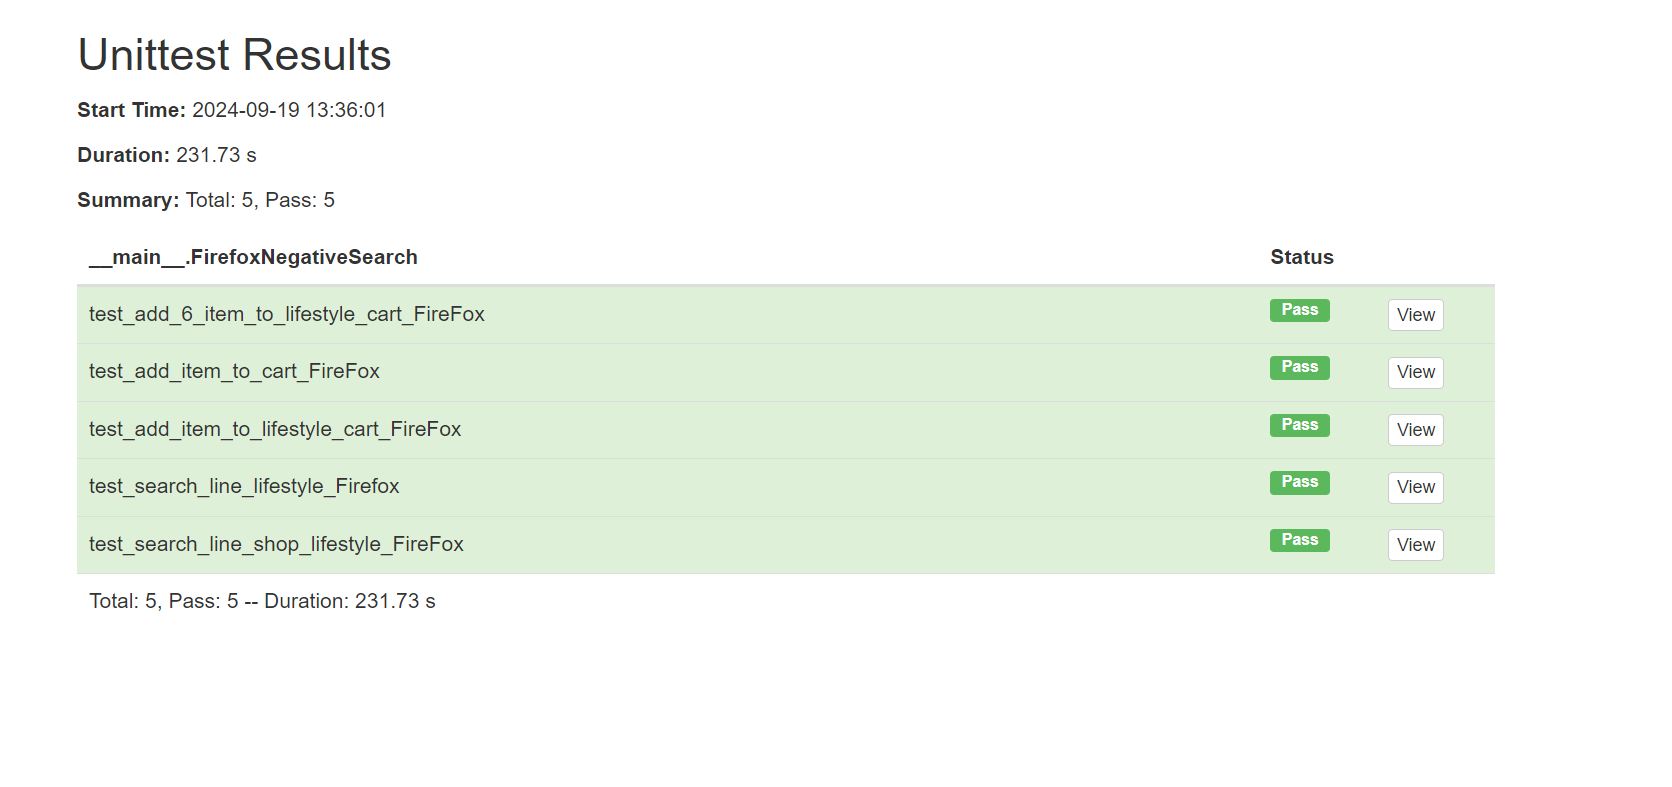 Unittest Results
Start Time: 2024-09-19 13:36:01
Duration: 231.73 s
Summary: Total: 5, Pass: 5
__main__.FirefoxNegativeSearch Status
test_add_6_item_to_lifestyle_cart_FireFox Pass View
test_add_item_to_cart_FireFox Pass View
test_add_item_to_lifestyle_cart_FireFox Pass View
test_search_line_lifestyle_Firefox Pass View
test_search_line_shop_lifestyle_FireFox Pass View
Total: 5, Pass: 5 -- Duration: 231.73 s